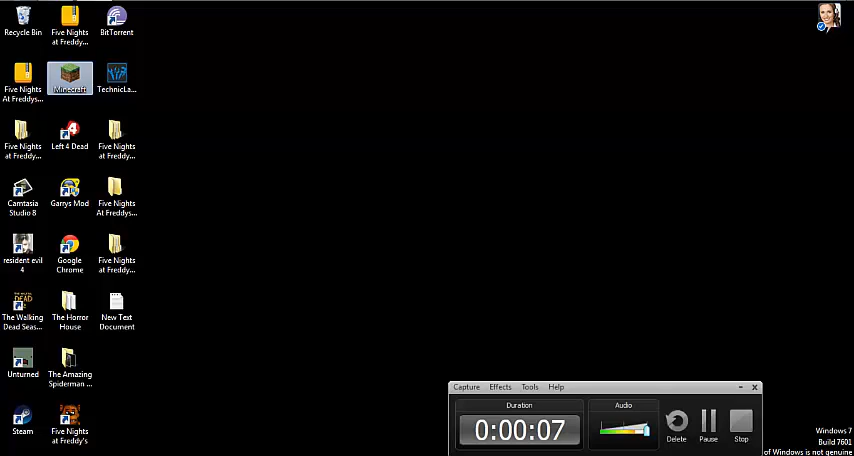 Recycle Bin
Five Nights
at Freddy...
BitTorrent
Five Nights
At Freddys...
Minecraft
TechnicLa...
Five Nights
at Freddy...
Left 4 Dead
Five Nights
at Freddy...
Camtasia
Studio 8
Garrys Mod
Five Nights
At Freddys...
resident evil
4
Google
Chrome
Five Nights
at Freddy...
The Walking
Dead Seas...
The Horror
House
New Text
Document
Unturned
The Amazing
Spiderman ...
Steam
Five Nights
at Freddy's
Capture Effects Tools Help
Duration
0:00:07
Audio
Delete
Pause
Stop
Windows 7
Build 7601
of Windows is not genuine